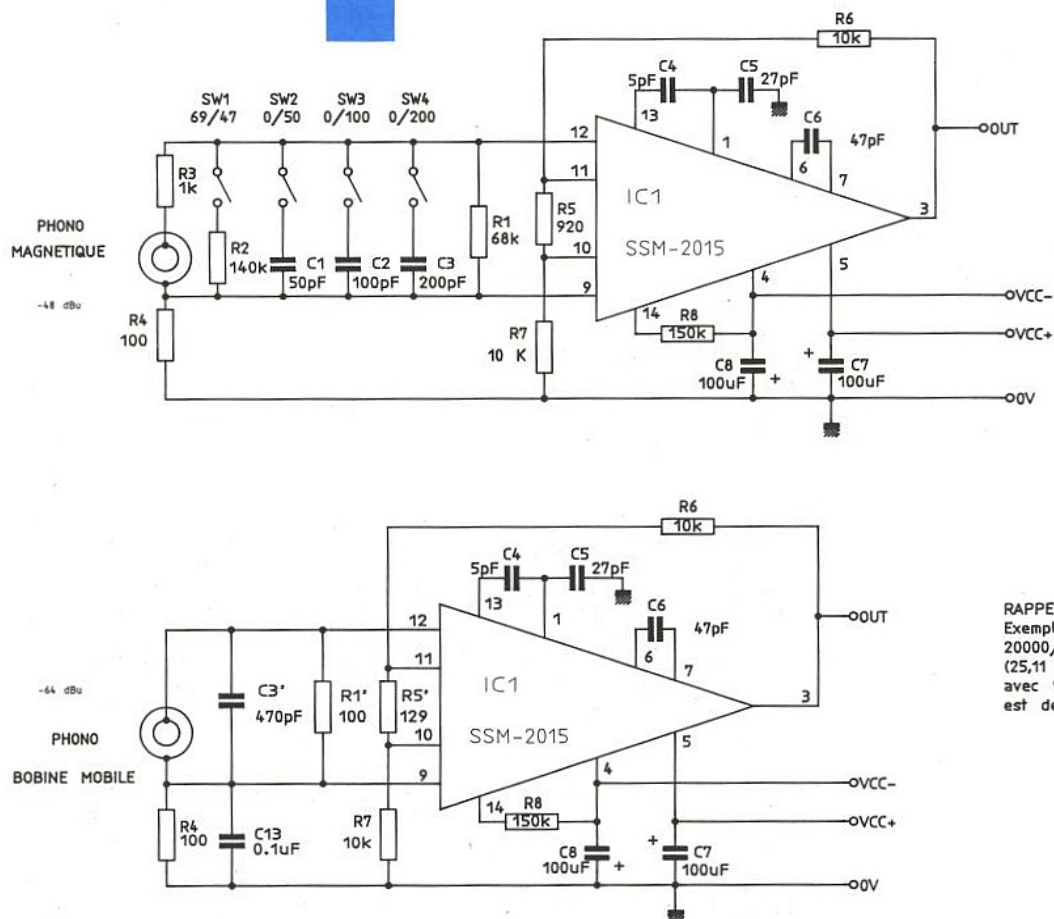 R6
10k
C4
5pF
C5
27pF
SW1
69/47
SW2
0/50
SW3
0/100
SW4
0/200
13
1
C6
47pF
6
7
12
11
10
9
OUT
R3
1k
PHONO
MAGNETIQUE
-48 dBu
R2
140k
C1
50pF
C2
100pF
C3
200pF
R1
68k
R5
920
IC1
SSM-2015
3
4
5
14
R8
150k
VCC-
VCC+
R4
100
R7
10 K
C8
100uF
+
+
C7
100uF
0V
R6
10k
C4
5pF
C5
27pF
13
1
C6
47pF
6
7
12
11
10
9
OUT
-64 dBu
PHONO
BOBINE MOBILE
C3'
470pF
R1'
100
R5'
129
IC1
SSM-2015
3
4
5
14
R8
150k
VCC-
VCC+
R4
100
C13
0.1uF
R7
10k
C8
100uF
+
+
C7
100uF
0V
RAPPE
Exempl
20000/
(25,11
avec
est de